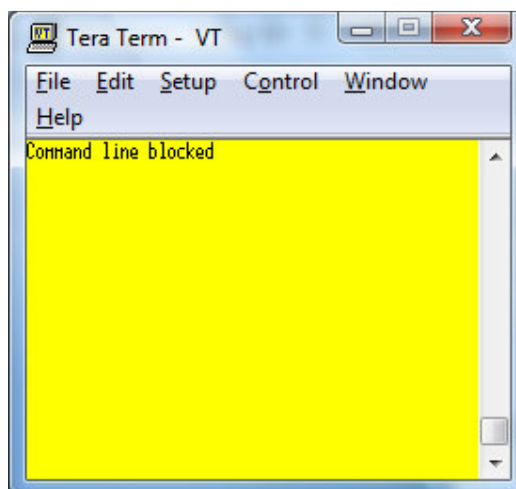 Tera Term - VT
File Edit Setup Control Window
Help
Command line blocked